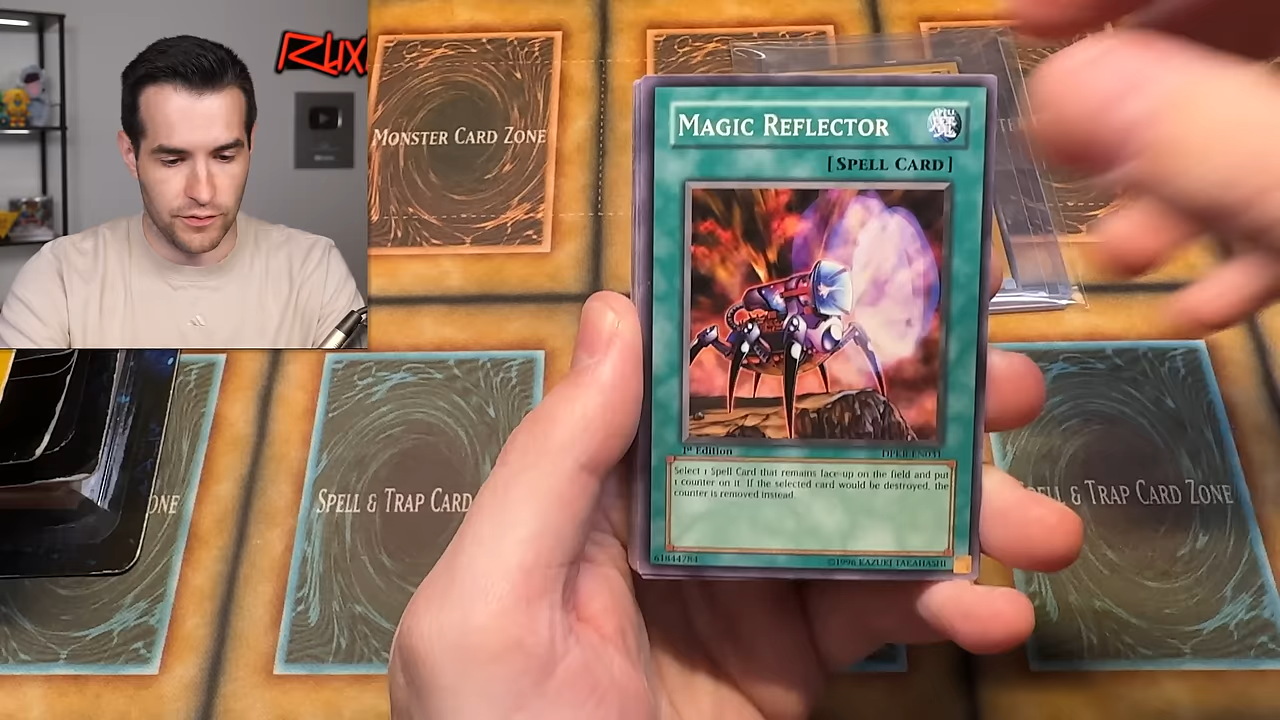 Rux
MONSTER CARD ZONE
MAGIC REFLECTOR
[SPELL CARD]
1st Edition
Select 1 Spell Card that remains face-up on the field and put
1 counter on it. If the selected card would be destroyed, the
counter is removed instead.
61844784
©1996 KAZUKI TAKAHASHI
ONE
SPELL & TRAP CARD
SPELL & TRAP CARD ZONE